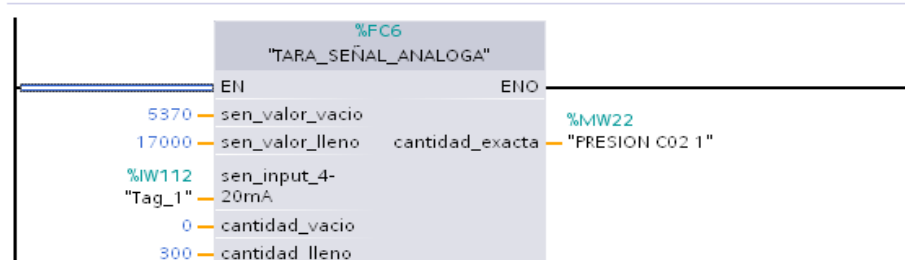 %FC6
"TARA_SEÑAL_ANALOGA"
EN ENO
5370 sen_valor_vacio
%MW22
17000 sen_valor_lleno cantidad_exacta "PRESION C02 1"
%IW112 sen_input_4-
"Tag_1" 20mA
0 cantidad_vacio
300 cantidad_lleno